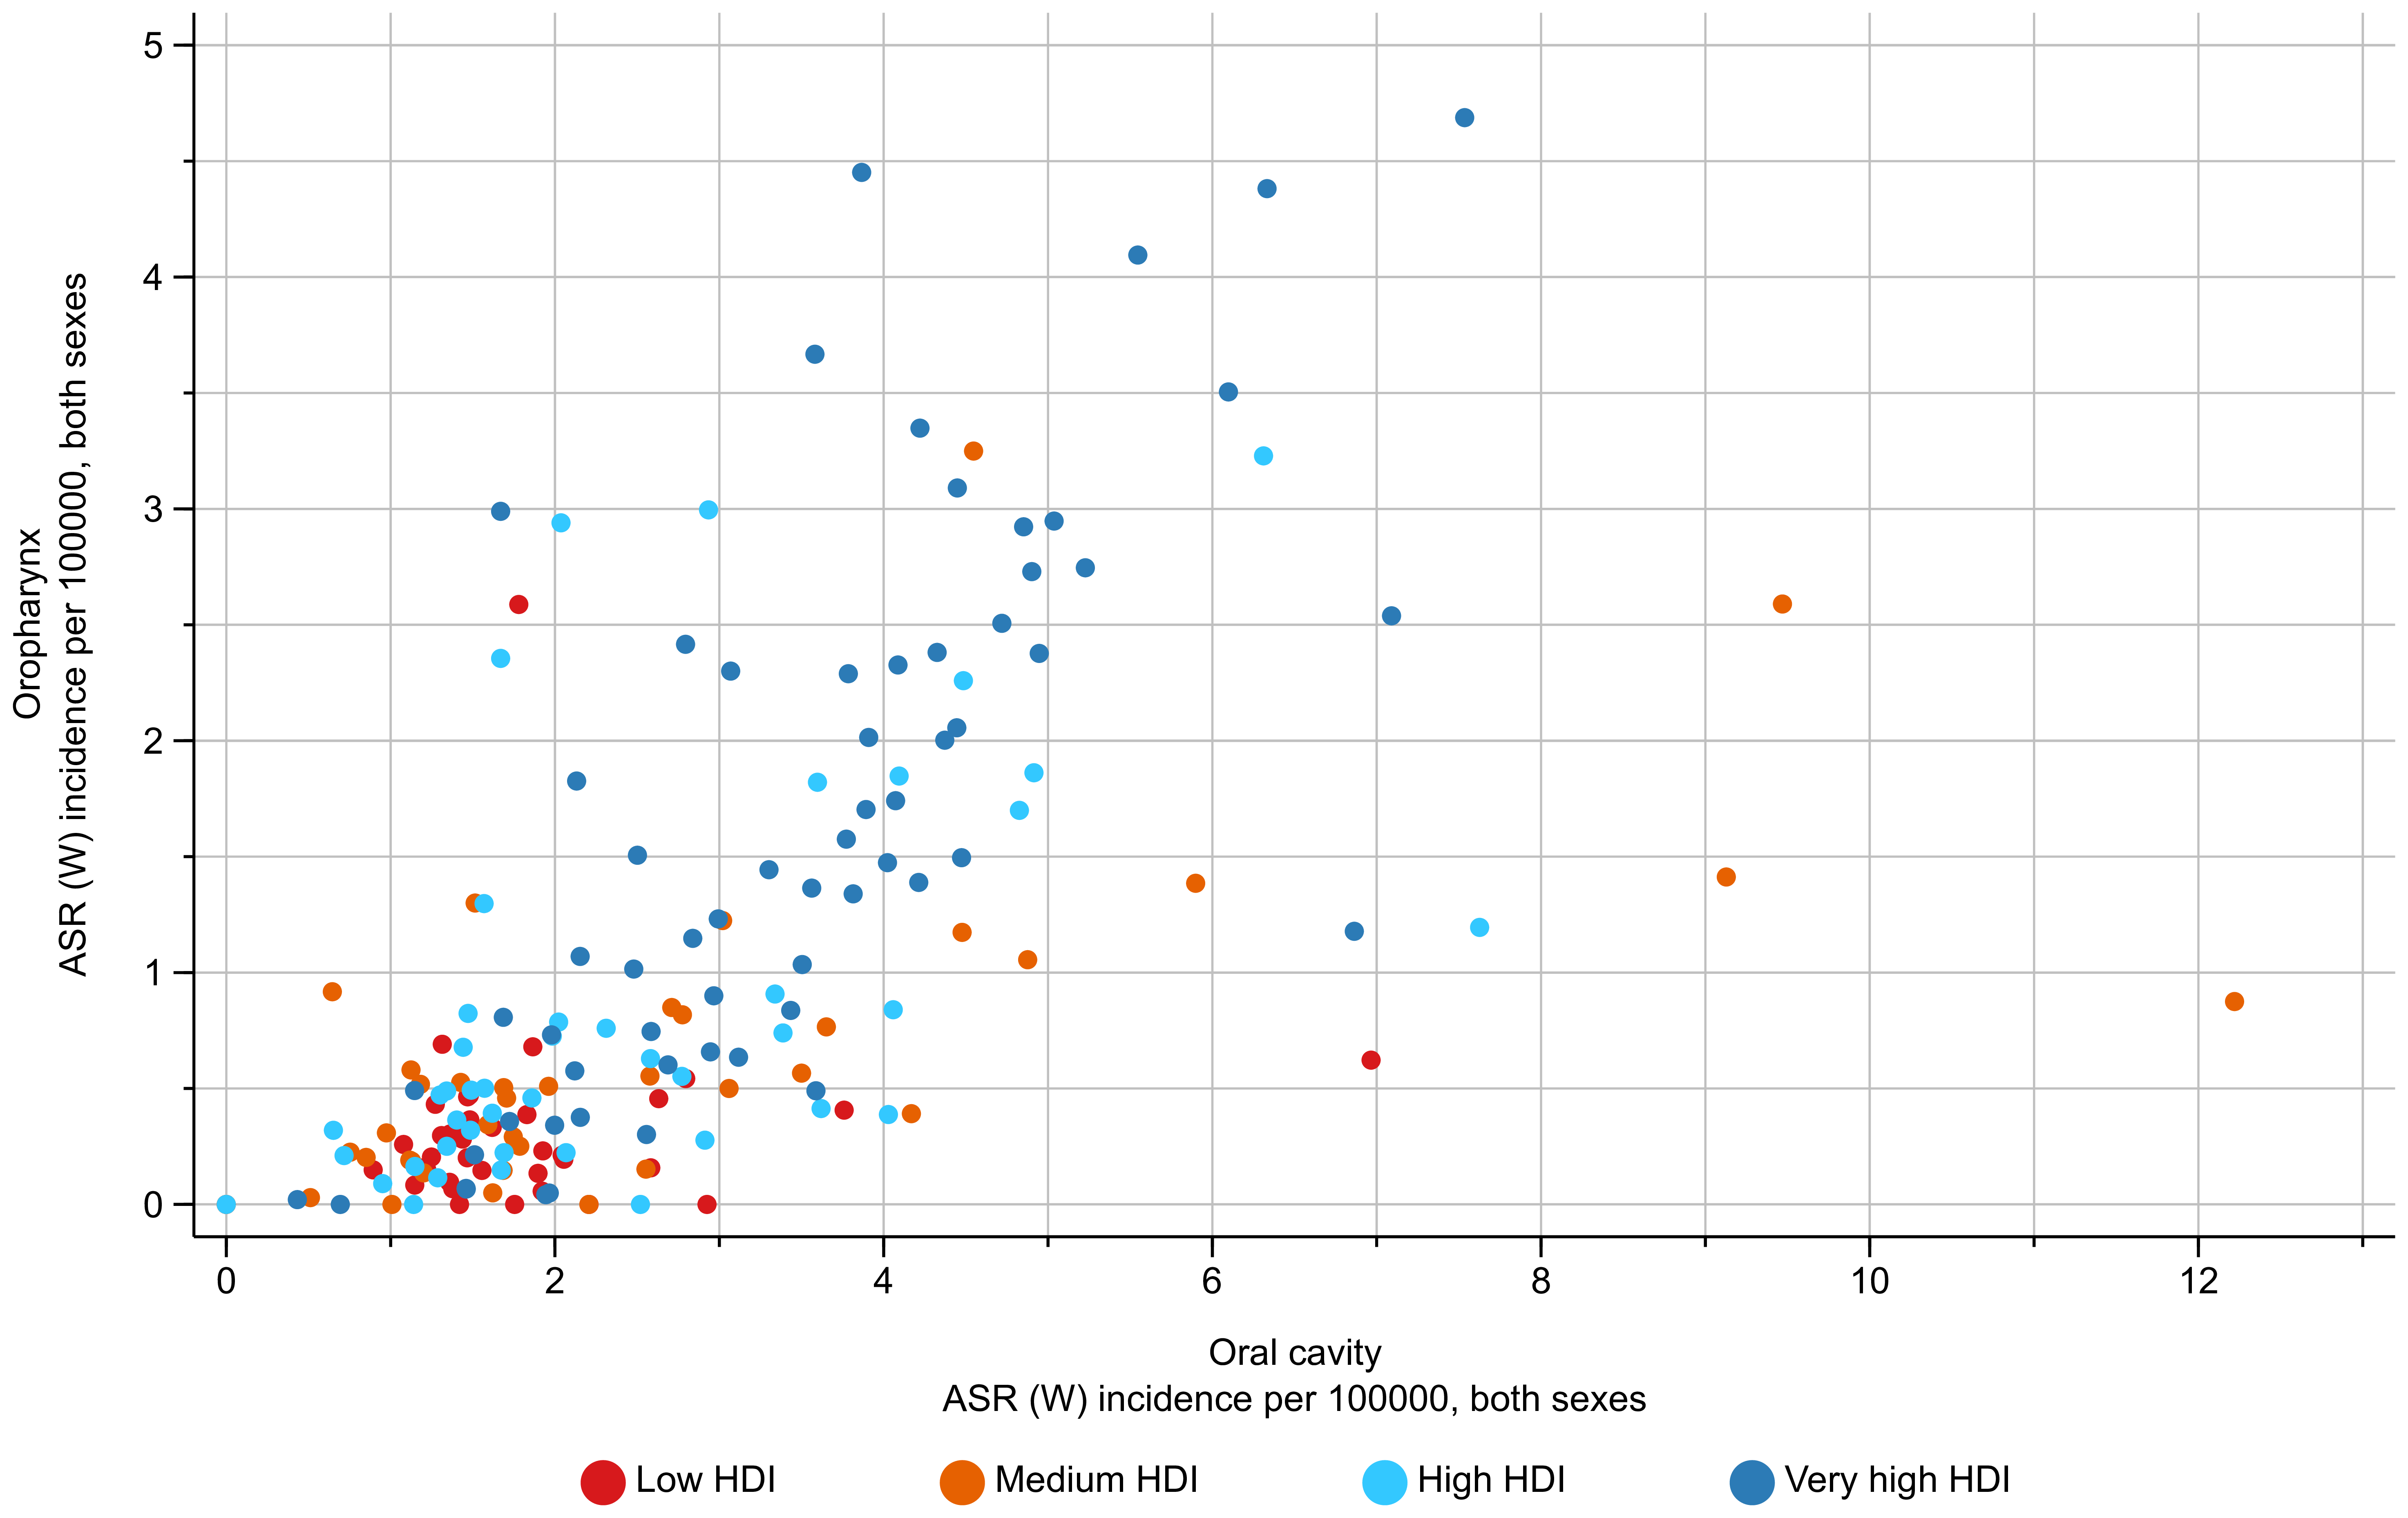 Oropharynx
ASR (W) incidence per 100000, both sexes
5
4
3
2
1
0
0 2 4 6 8 10 12
Oral cavity
ASR (W) incidence per 100000, both sexes
Low HDI Medium HDI High HDI Very high HDI